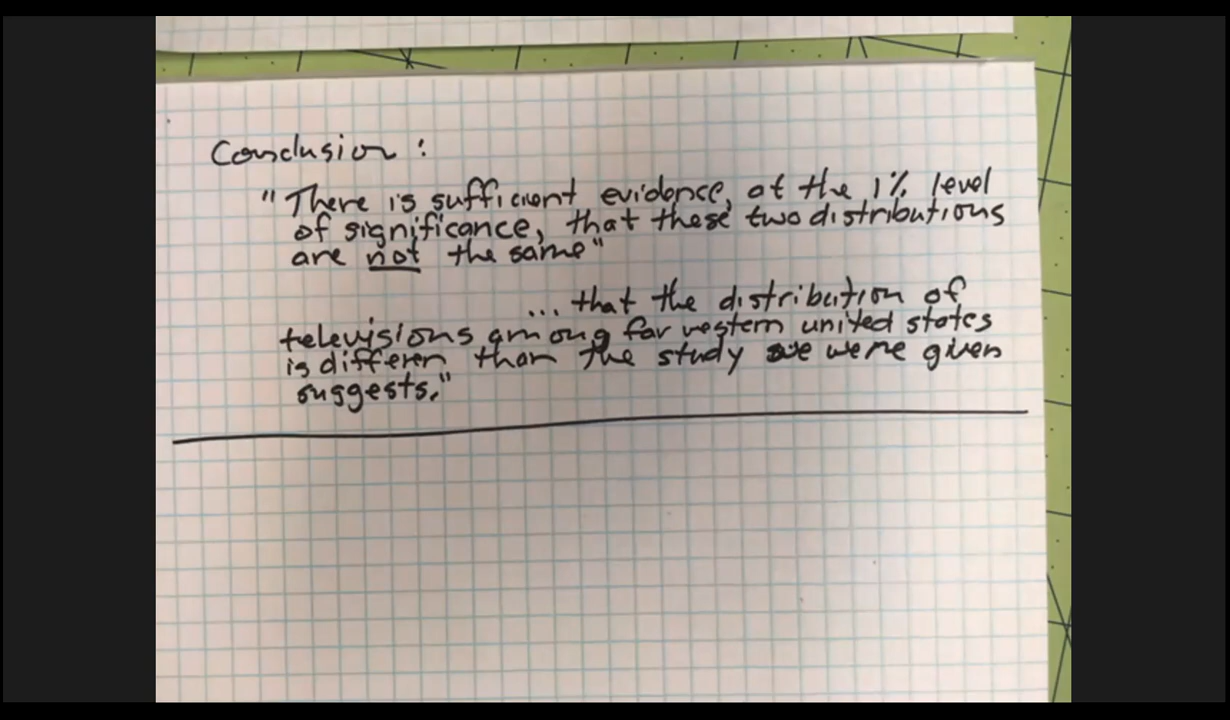 Conclusion:
"There is sufficient evidence, at the 1% level
of significance, that these two distributions
are not the same"
... that the distribution of
televisions among far western united states
is differen than the study we were given
suggests."